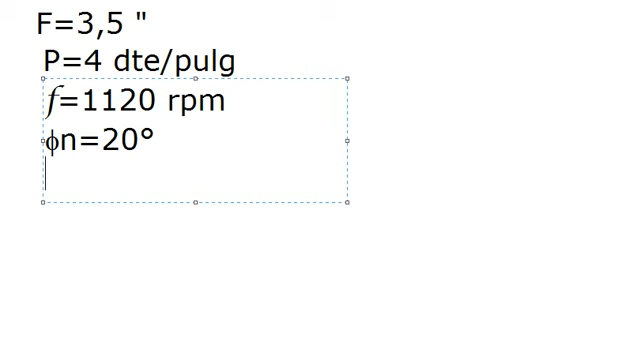 F=3,5 "
P=4 dte/pulg
f=1120 rpm
ϕn=20°